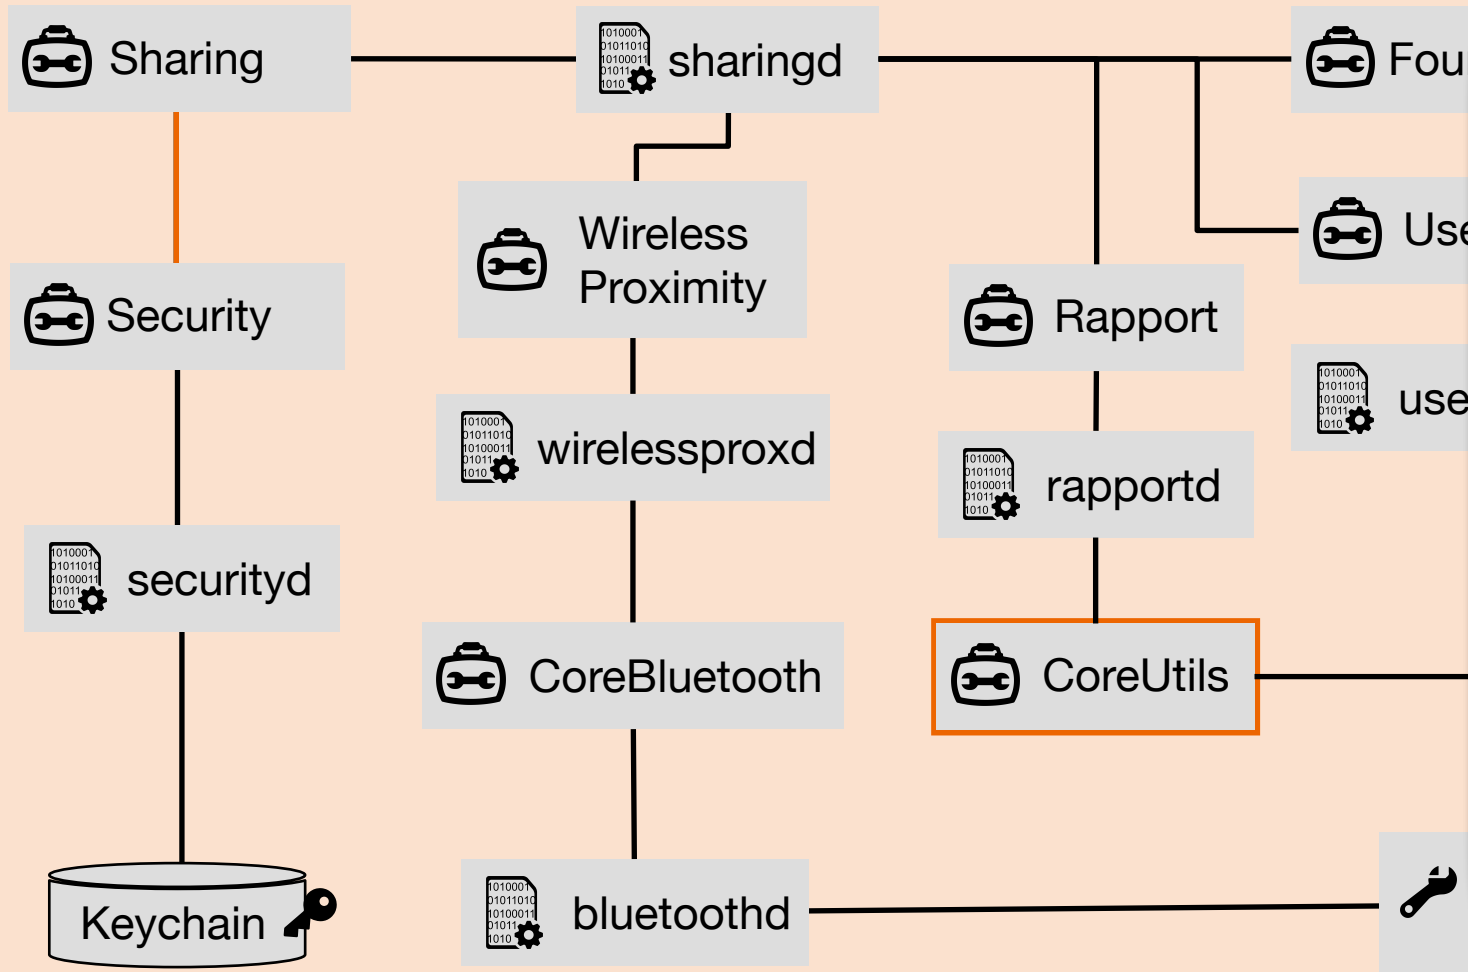 Sharing
sharingd
Fou
Wireless
Proximity
Use
Security
Rapport
use
wirelessproxd
rapportd
securityd
CoreBluetooth
CoreUtils
Keychain
bluetoothd